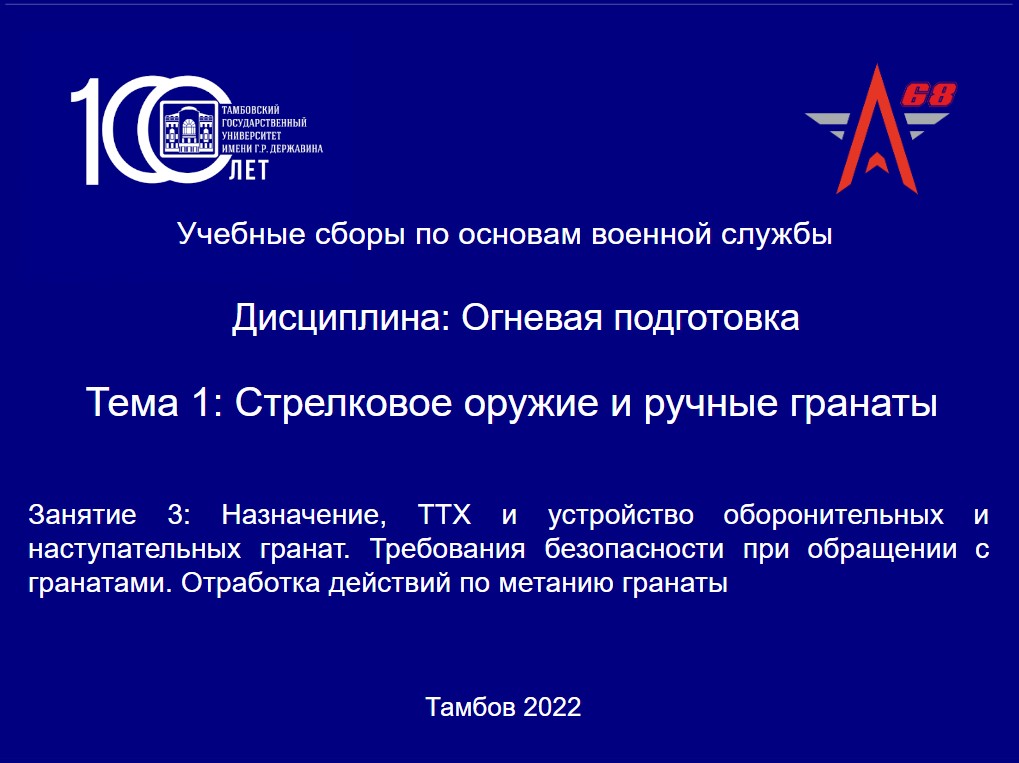 100
ТАМБОВСКИЙ
ГОСУДАРСТВЕННЫЙ
УНИВЕРСИТЕТ
ИМЕНИ Г.Р. ДЕРЖАВИНА
ЛЕТ
68
Учебные сборы по основам военной службы
Дисциплина: Огневая подготовка
Тема 1: Стрелковое оружие и ручные гранаты
Занятие 3: Назначение, ТТХ и устройство оборонительных и
наступательных гранат. Требования безопасности при обращении с
гранатами. Отработка действий по метанию гранаты
Тамбов 2022